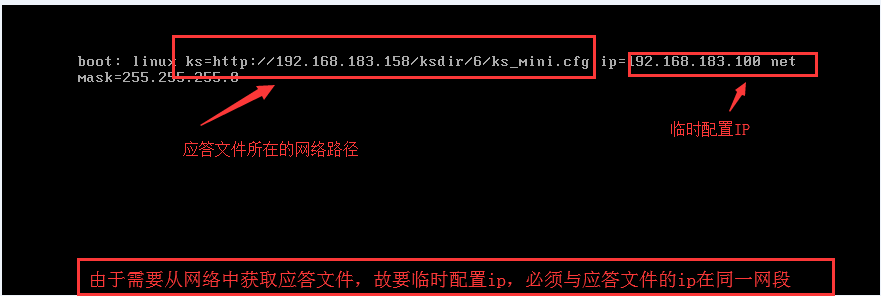 boot: linux ks=http://192.168.183.158/ksdir/6/ks_mini.cfg ip=192.168.183.100 net
mask=255.255.255.0
应答文件所在的网络路径
临时配置IP
由于需要从网络中获取应答文件，故要临时配置ip，必须与应答文件的ip在同一网段